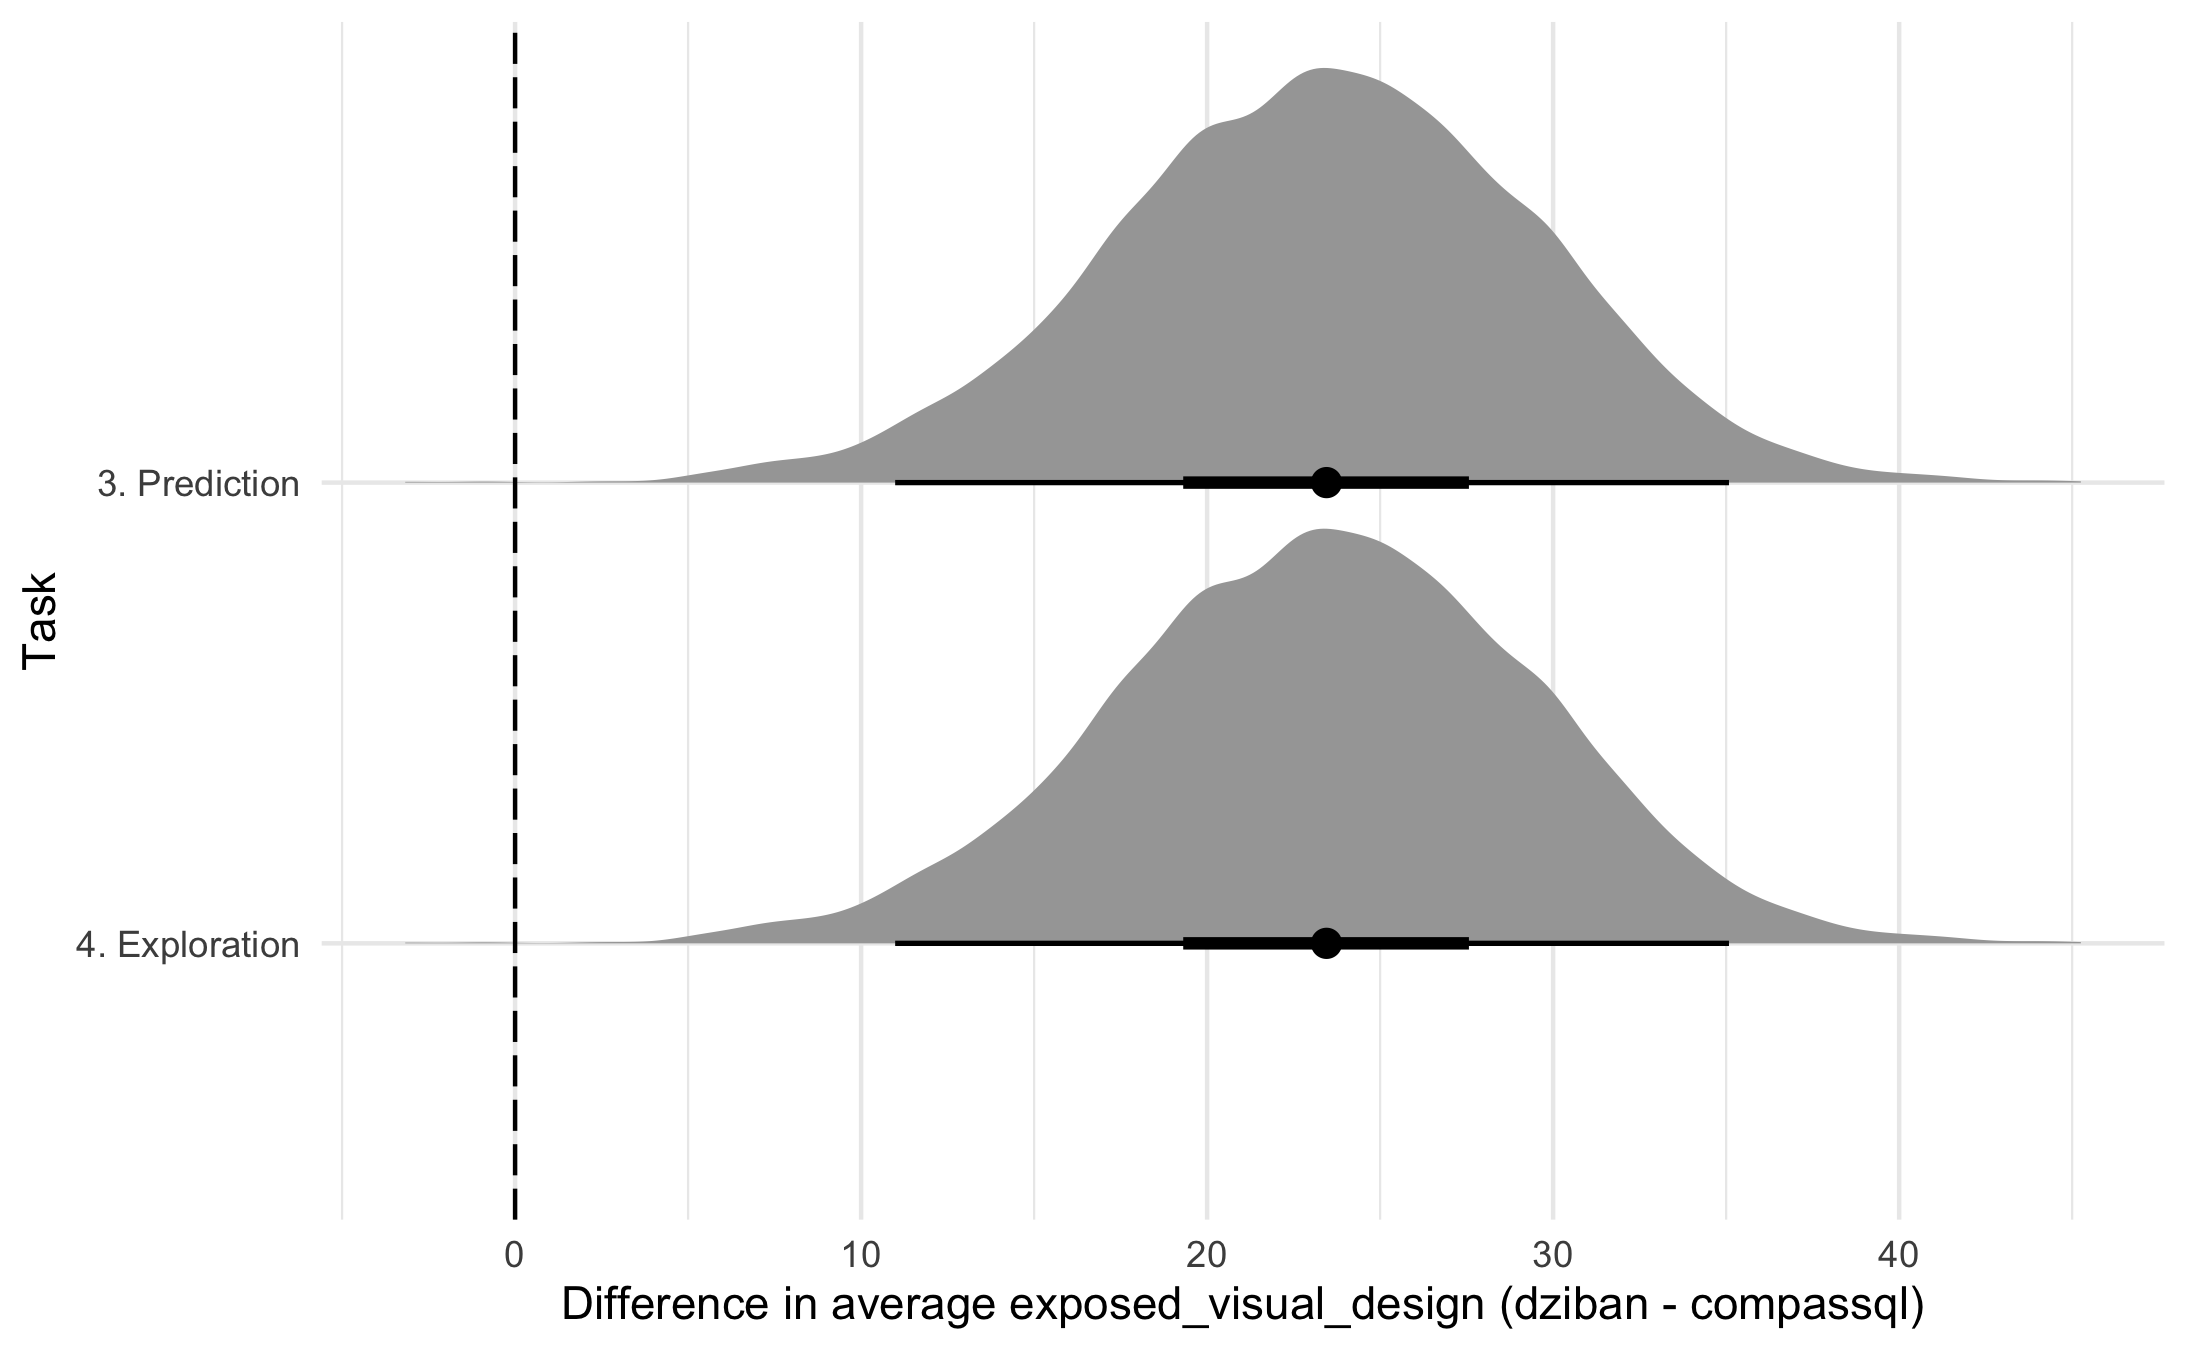 3. Prediction
Task
4. Exploration
0 10 20 30 40
Difference in average exposed_visual_design (dziban - compassql)